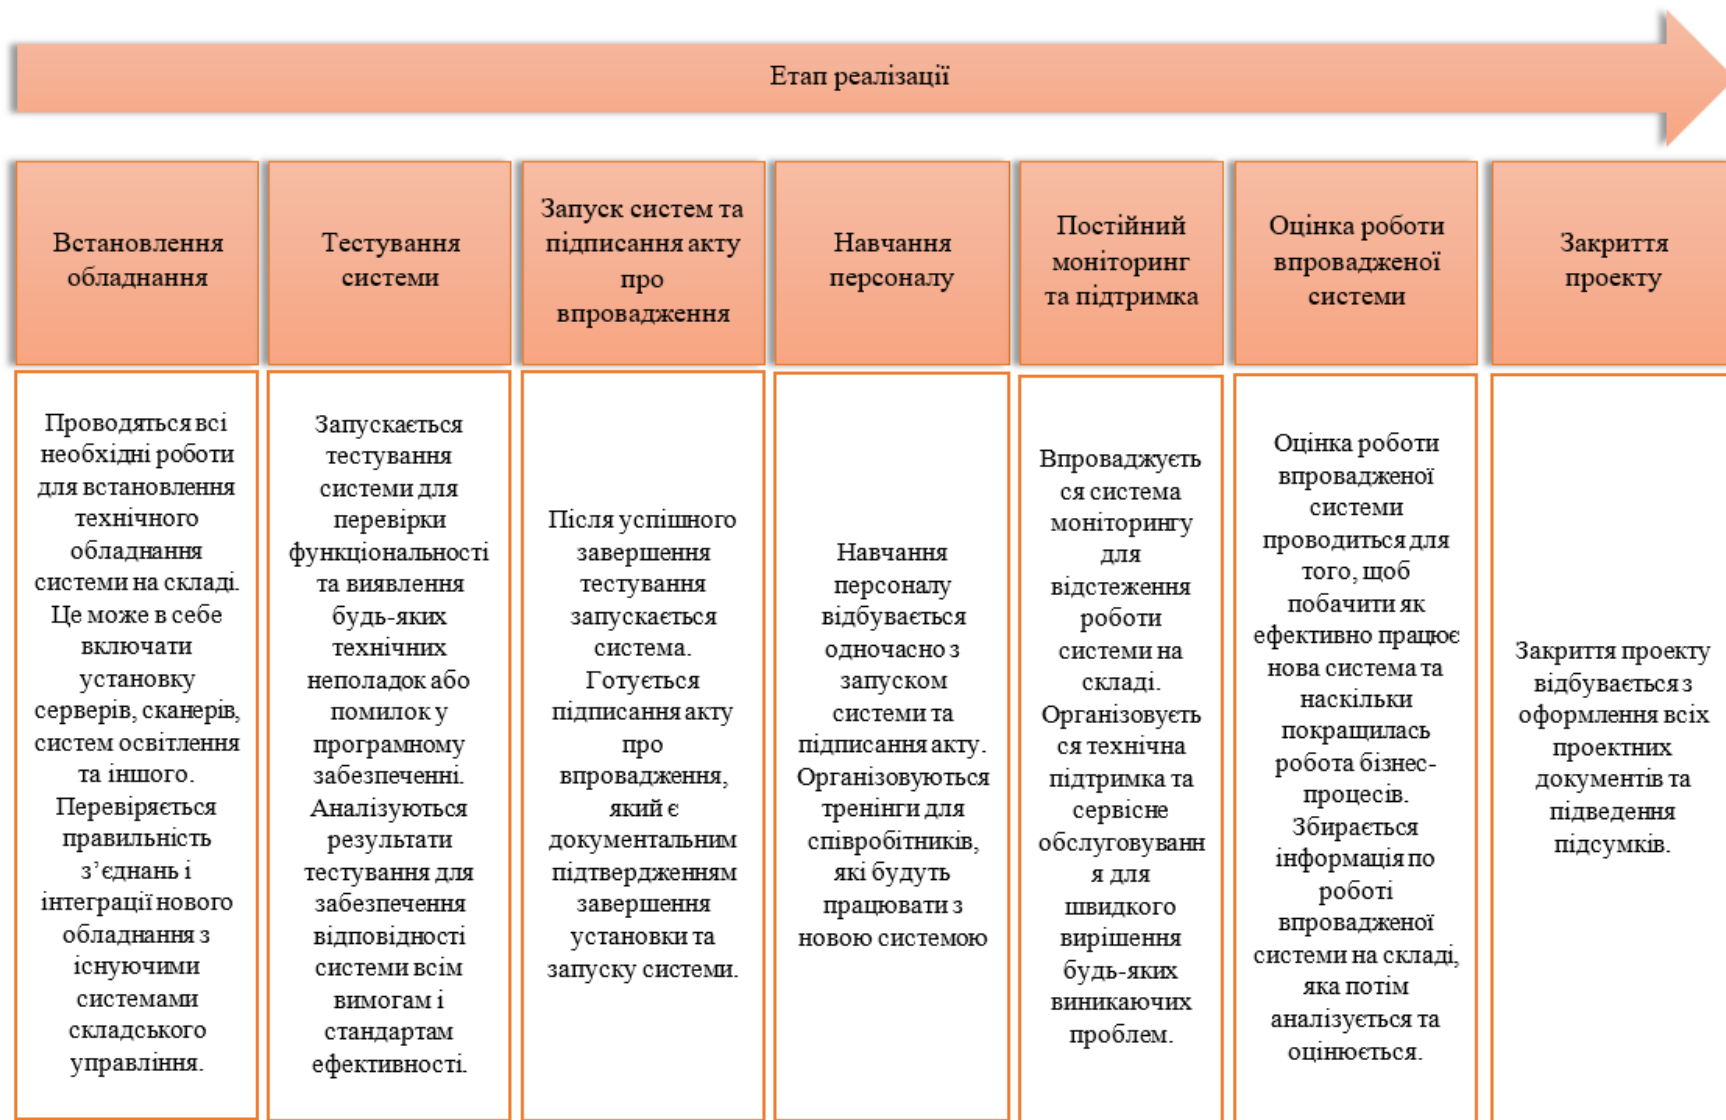 Етап реалізації
Встановлення
обладнання
Тестування
системи
Запуск систем та
підписання акту
про
впровадження
Навчання
персоналу
Постійний
моніторинг
та підтримка
Оцінка роботи
впровадженої
системи
Закриття
проекту
Проводяться всі
необхідні роботи
для встановлення
технічного
обладнання
системи на складі.
Це може в себе
включати
установку
серверів, сканерів,
систем освітлення
та іншого.
Перевіряється
правильність
з’єднань і
інтеграції нового
обладнання з
існуючими
системами
складського
управління.
Запускається
тестування
системи для
перевірки
функціональності
та виявлення
будь-яких
технічних
неполадок або
помилок у
програмному
забезпеченні.
Аналізуються
результати
тестування для
забезпечення
відповідності
системи всім
вимогам і
стандартам
ефективності.
Після успішного
завершення
тестування
запускається
система.
Готується
підписання акту
про
впровадження,
який є
документальним
підтвердженням
завершення
установки та
запуску системи.
Навчання
персоналу
відбувається
одночасно з
запуском
системи та
підписання акту.
Організовуються
тренінги для
співробітників,
які будуть
працювати з
новою системою
Впроваджуєть
ся система
моніторингу
для
відстеження
роботи
системи на
складі.
Організовуєть
ся технічна
підтримка та
сервісне
обслуговуванн
я для
швидкого
вирішення
будь-яких
виникаючих
проблем.
Оцінка роботи
впровадженої
системи
проводиться для
того, щоб
побачити як
ефективно працює
нова система та
наскільки
покращилась
робота бізнес-
процесів.
Збирається
інформація по
роботі
впровадженої
системи на складі,
яка потім
аналізується та
оцінюється.
Закриття проекту
відбувається з
оформлення всіх
проектних
документів та
підведення
підсумків.